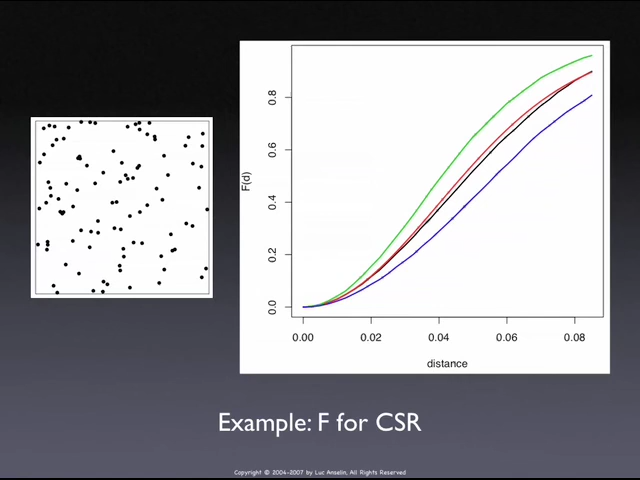 F(d)
0.8
0.6
0.4
0.2
0.0
0.00 0.02 0.04 0.06 0.08
distance
Example: F for CSR
Copyright © 2004-2007 by Luc Anselin, All Rights Reserved